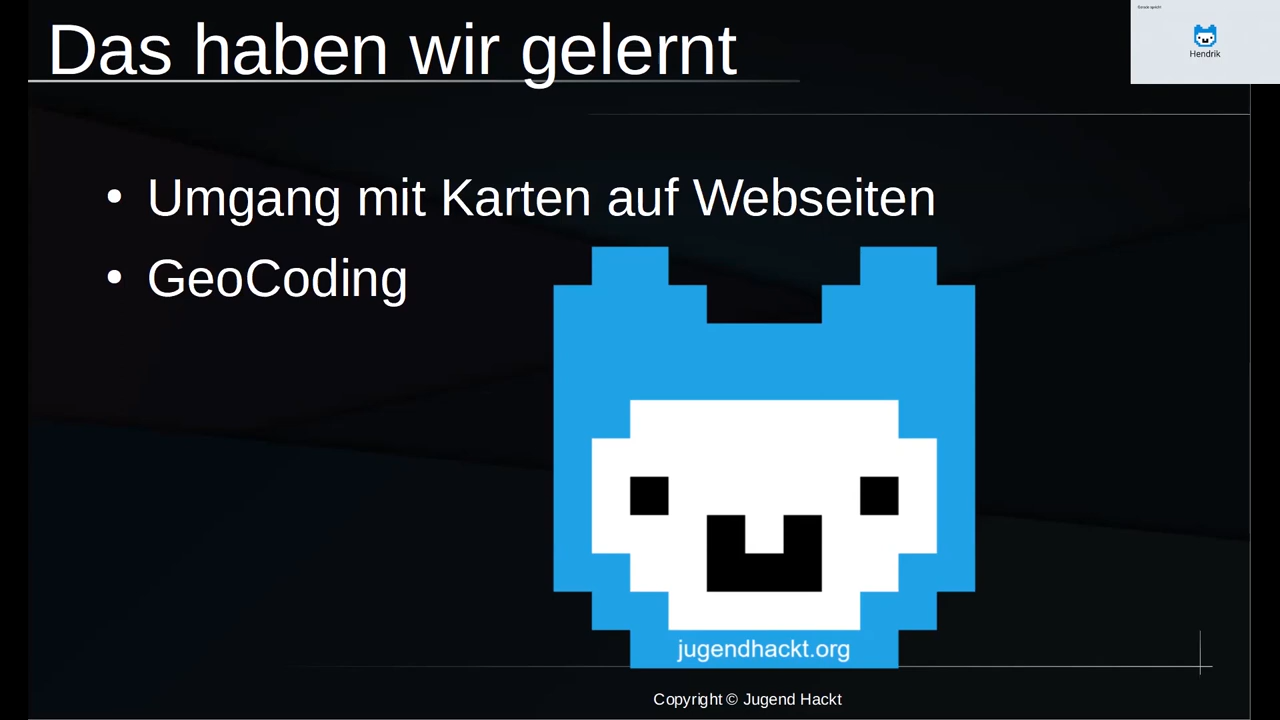 Das haben wir gelernt
Hendrik
Umgang mit Karten auf Webseiten
GeoCoding
jugendhackt.org
Copyright © Jugend Hackt